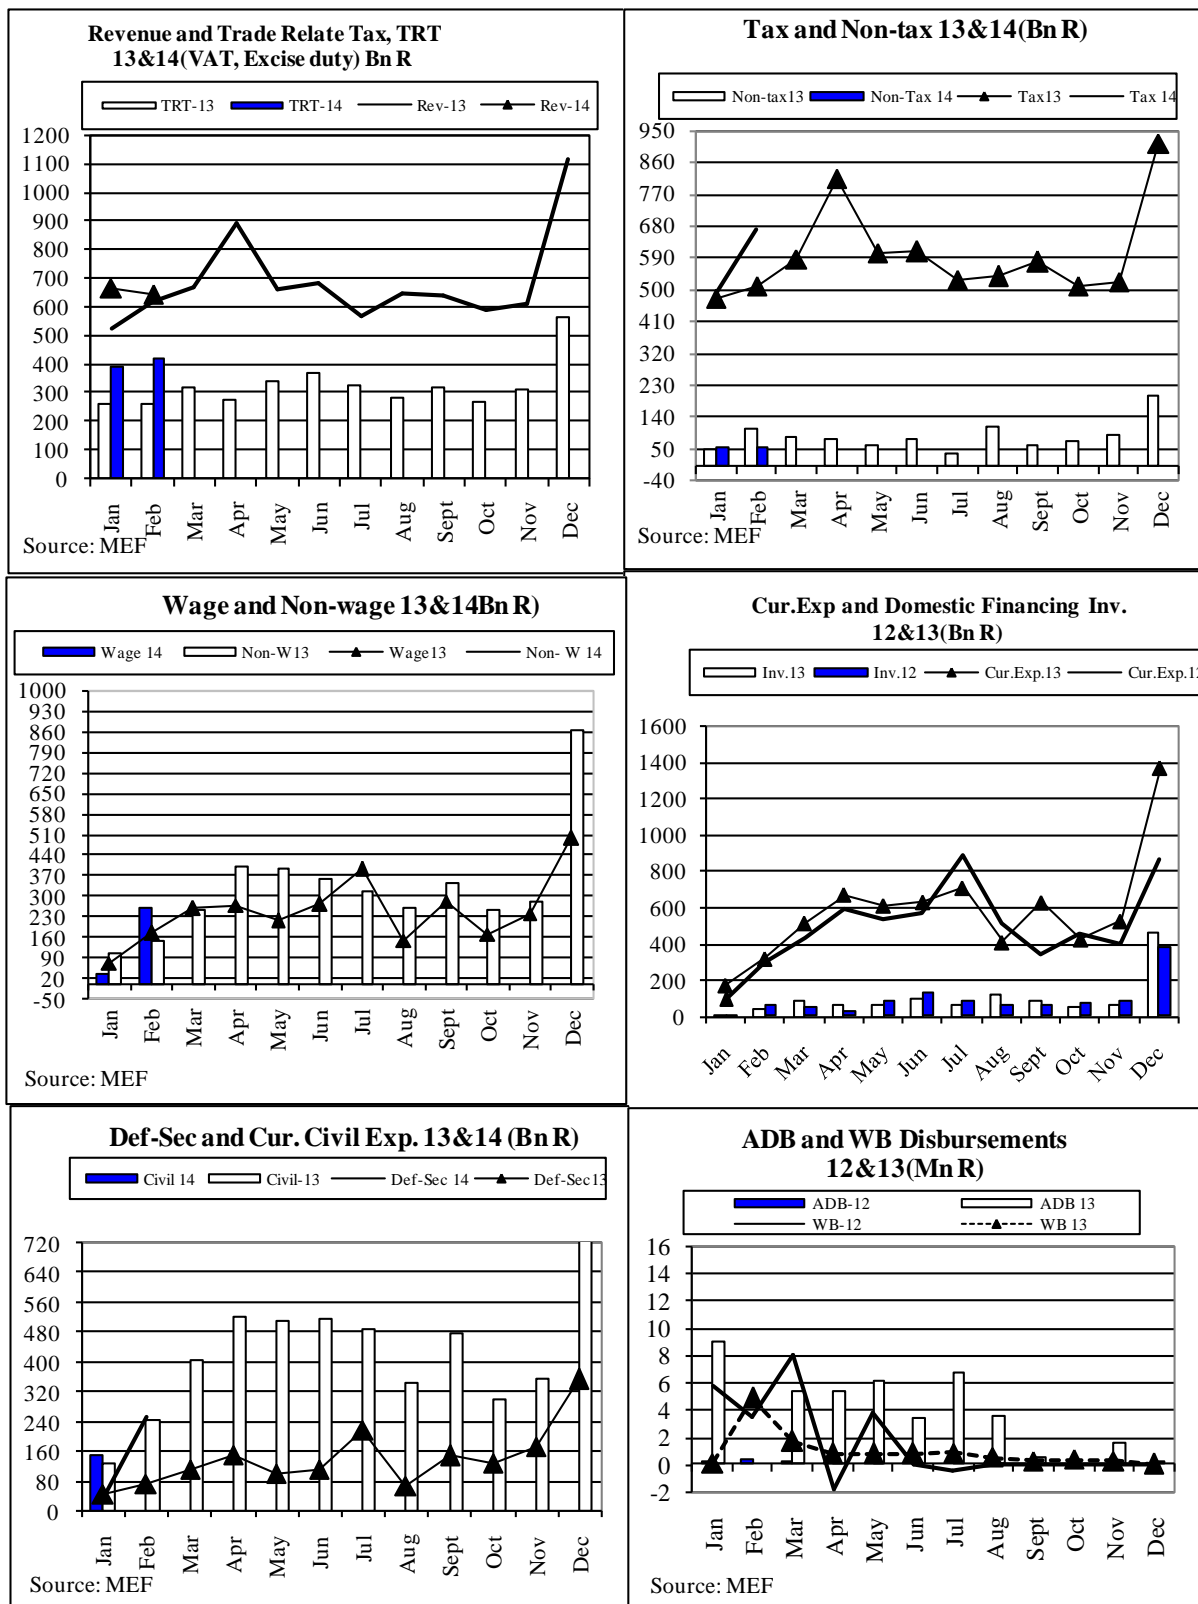 Revenue and Trade Relate Tax, TRT
13&14(VAT, Excise duty) Bn R
TRT-13 TRT-14 Rev-13 Rev-14
1200
1100
1000
900
800
700
600
500
400
300
200
100
0
Jan Feb Mar Apr May Jun Jul Aug Sept Oct Nov Dec
Source: MEF
Tax and Non-tax 13&14(Bn R)
Non-tax13 Non-Tax 14 Tax13 Tax 14
950
860
770
680
590
500
410
320
230
140
50
-40
Jan Feb Mar Apr May Jun Jul Aug Sept Oct Nov Dec
Source: MEF
Wage and Non-wage 13&14Bn R)
Wage 14 Non-W13 Wage13 Non- W 14
1000
930
860
790
720
650
580
510
440
370
300
230
160
90
20
-50
Jan Feb Mar Apr May Jun Jul Aug Sept Oct Nov Dec
Source: MEF
Cur.Exp and Domestic Financing Inv.
12&13(Bn R)
Inv.13 Inv.12 Cur.Exp.13 Cur.Exp.12
1600
1400
1200
1000
800
600
400
200
0
Jan Feb Mar Apr May Jun Jul Aug Sept Oct Nov Dec
Def-Sec and Cur. Civil Exp. 13&14 (Bn R)
Civil 14 Civil-13 Def-Sec 14 Def-Sec13
720
640
560
480
400
320
240
160
80
0
Jan Feb Mar Apr May Jun Jul Aug Sept Oct Nov Dec
Source: MEF
ADB and WB Disbursements
12&13(Mn R)
ADB-12 ADB 13
WB-12 WB 13
16
14
12
10
8
6
4
2
0
-2
Jan Feb Mar Apr May Jun Jul Aug Sept Oct Nov Dec
Source: MEF